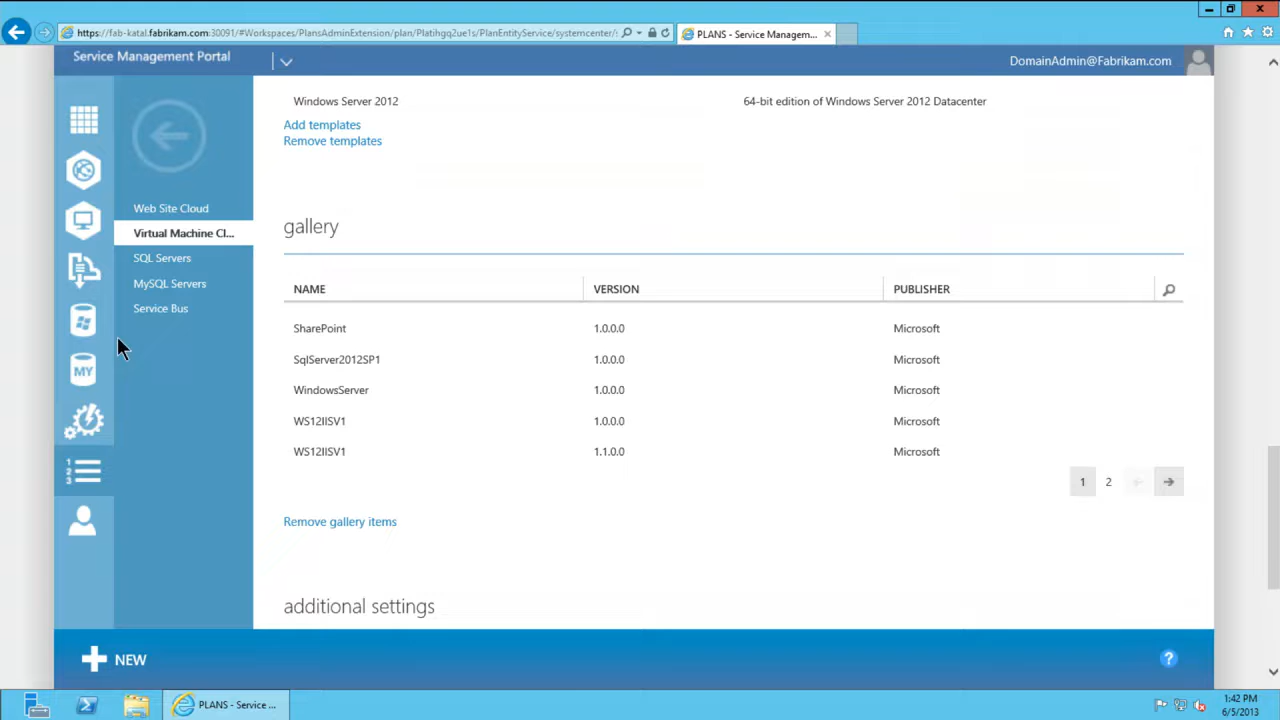 https://fab-katal.fabrikam.com:30091/#Workspaces/PlansAdminExtension/plan/Platihgq2ue1s/PlanEntityService/systemcenter/:
PLANS - Service Managem...
Service Management Portal
DomainAdmin@Fabrikam.com
Windows Server 2012
64-bit edition of Windows Server 2012 Datacenter
Add templates
Remove templates
Web Site Cloud
Virtual Machine Cl...
SQL Servers
MySQL Servers
Service Bus
gallery
NAME VERSION PUBLISHER
SharePoint 1.0.0.0 Microsoft
SqlServer2012SP1 1.0.0.0 Microsoft
WindowsServer 1.0.0.0 Microsoft
WS12IISV1 1.0.0.0 Microsoft
WS12IISV1 1.1.0.0 Microsoft
MY
1 2 3
1 2
Remove gallery items
additional settings
NEW
?
PLANS - Service ...
1:42 PM
6/5/2013